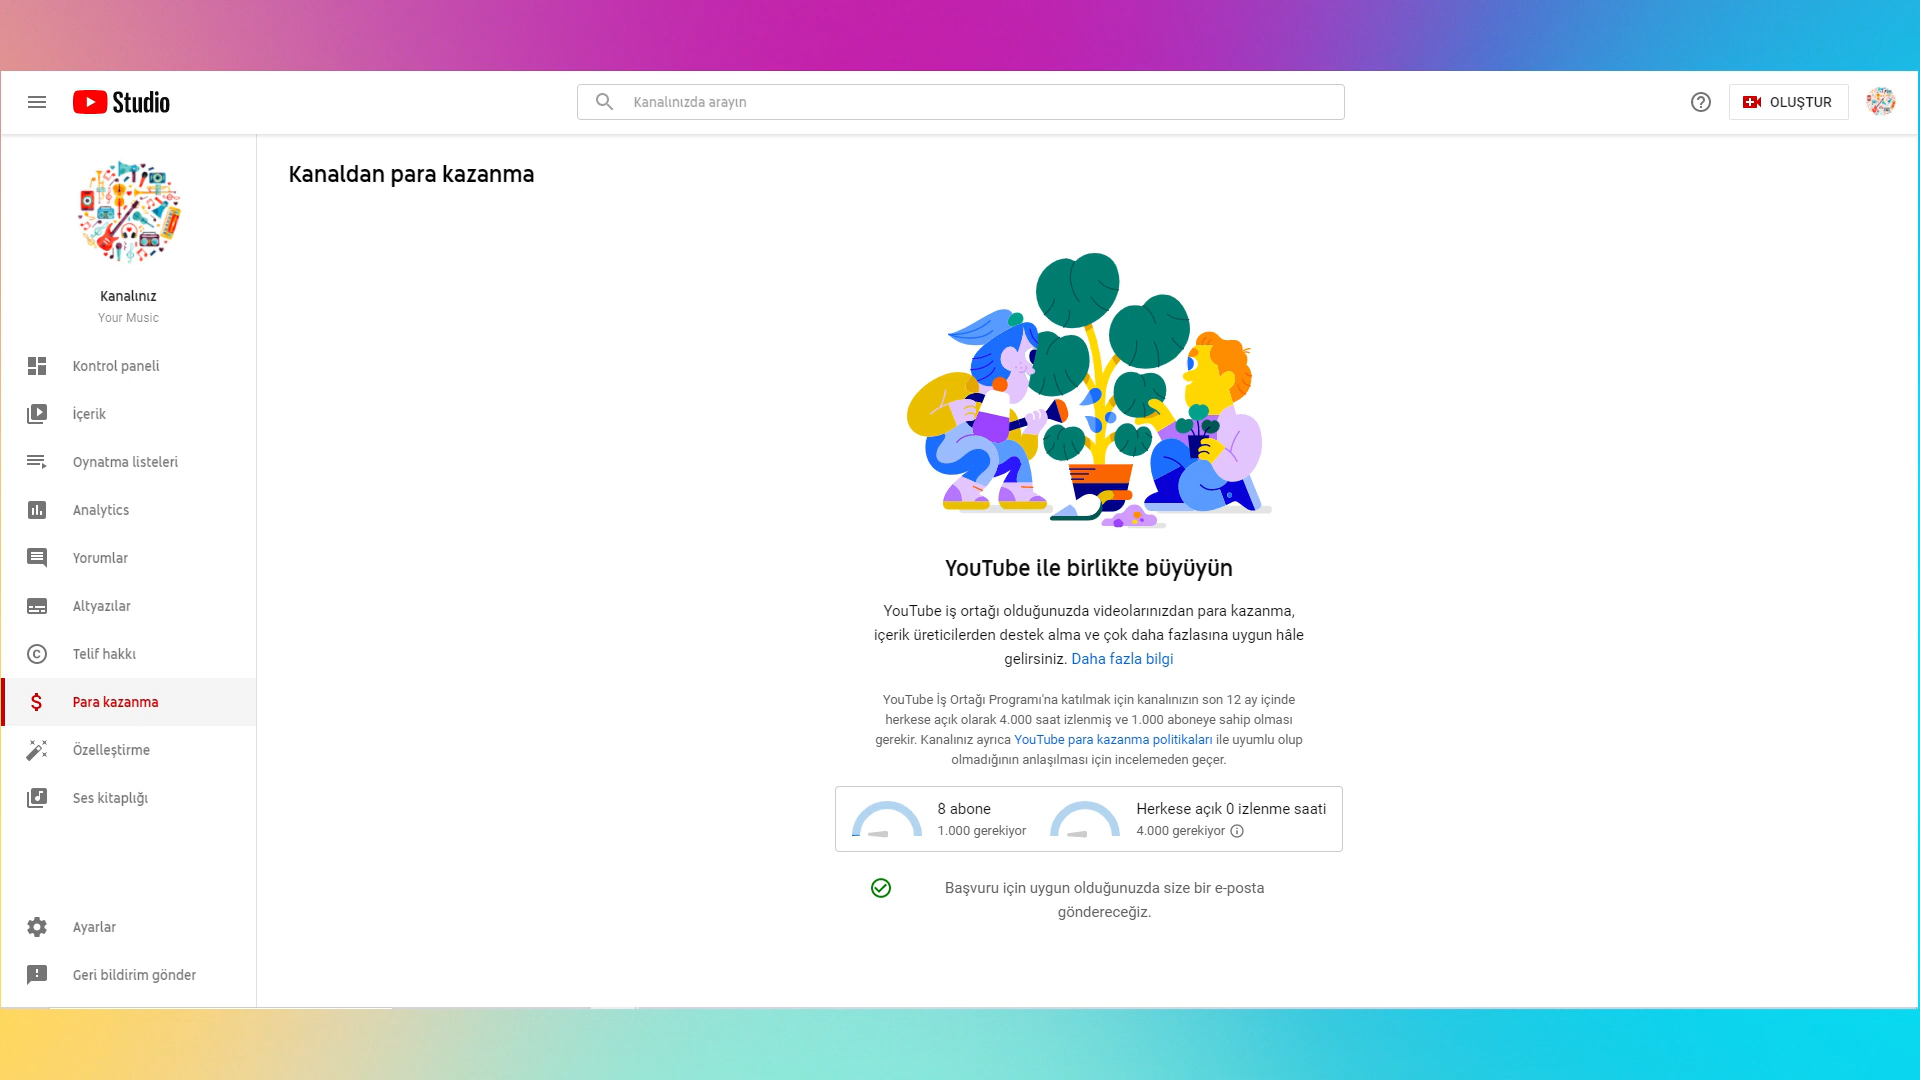 Studio
Kanalınızda arayın
OLUŞTUR
Kanalınız
Your Music
Kontrol paneli
İçerik
Oynatma listeleri
Analytics
Yorumlar
Altyazılar
Telif hakkı
Para kazanma
Özelleştirme
Ses kitaplığı
Ayarlar
Geri bildirim gönder
Kanaldan para kazanma
YouTube ile birlikte büyüyün
YouTube iş ortağı olduğunuzda videolarınızdan para kazanma,
içerik üreticilerden destek alma ve çok daha fazlasına uygun hâle
gelirsiniz. Daha fazla bilgi
YouTube İş Ortağı Programı'na katılmak için kanalınızın son 12 ay içinde
herkese açık olarak 4.000 saat izlenmiş ve 1.000 aboneye sahip olması
gerekir. Kanalınız ayrıca YouTube para kazanma politikaları ile uyumlu olup
olmadığının anlaşılması için incelemeden geçer.
8 abone
1.000 gerekiyor
Herkese açık 0 izlenme saati
4.000 gerekiyor
Başvuru için uygun olduğunuzda size bir e-posta
göndereceğiz.